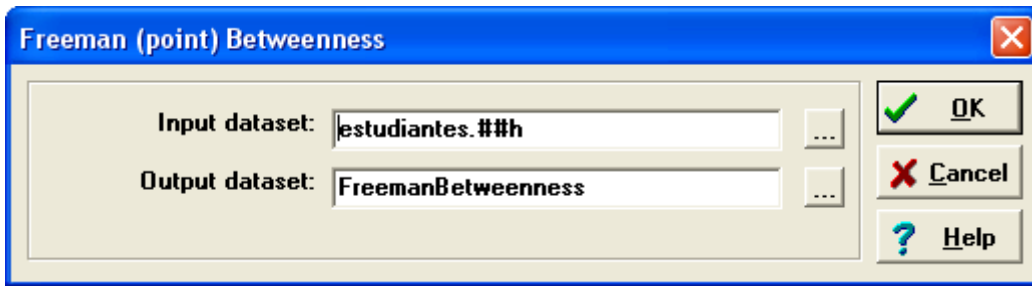 Freeman (point) Betweenness
Input dataset: estudiantes.##h ... OK
Output dataset: FreemanBetweenness ... Cancel
? Help